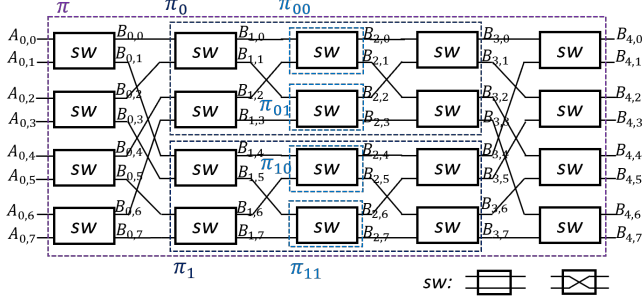 π π₀ π₀₀
A₀,₀ sw B₀,₀ sw B₁,₀ sw B₂,₀ sw B₃,₀ sw B₄,₀
A₀,₁ B₀,₁ B₁,₁ B₂,₁ B₃,₁ B₄,₁
π₀₁
A₀,₂ sw B₀,₂ sw B₁,₂ sw B₂,₂ sw B₃,₂ sw B₄,₂
A₀,₃ B₀,₃ B₁,₃ B₂,₃ B₃,₃ B₄,₃
π₁₀
A₀,₄ sw B₀,₄ sw B₁,₄ sw B₂,₄ sw B₃,₄ sw B₄,₄
A₀,₅ B₀,₅ B₁,₅ B₂,₅ B₃,₅ B₄,₅
A₀,₆ sw B₀,₆ sw B₁,₆ sw B₂,₆ sw B₃,₆ sw B₄,₆
A₀,₇ B₀,₇ B₁,₇ B₂,₇ B₃,₇ B₄,₇
π₁ π₁₁
sw: